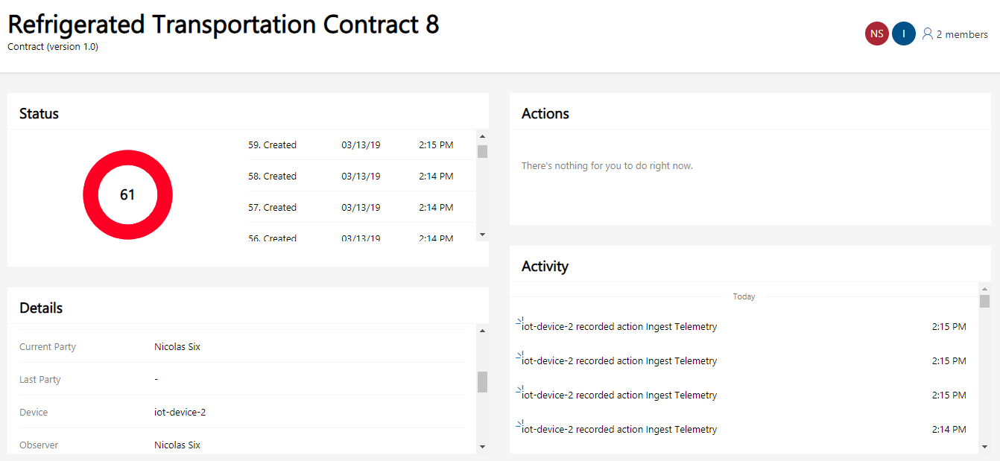 Refrigerated Transportation Contract 8
Contract (version 1.0)
NS I 2 members
Status
61
59. Created 03/13/19 2:15 PM
58. Created 03/13/19 2:14 PM
57. Created 03/13/19 2:14 PM
56. Created 03/13/19 2:14 PM
Details
Current Party Nicolas Six
Last Party -
Device iot-device-2
Observer Nicolas Six
Actions
There's nothing for you to do right now.
Activity
Today
iot-device-2 recorded action Ingest Telemetry 2:15 PM
iot-device-2 recorded action Ingest Telemetry 2:15 PM
iot-device-2 recorded action Ingest Telemetry 2:15 PM
iot-device-2 recorded action Ingest Telemetry 2:14 PM